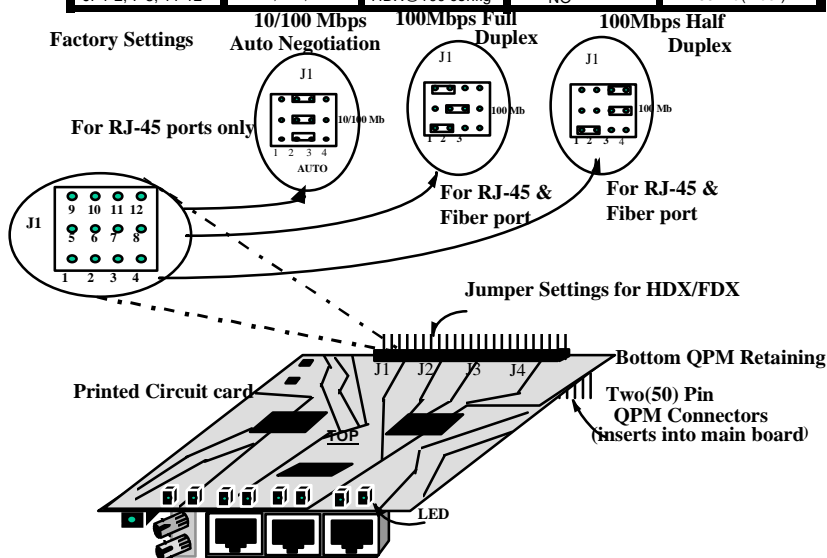 10/100 Mbps
Auto Negotiation
100Mbps Full
Duplex
100Mbps Half
Duplex
Factory Settings
J1
J1
J1
For RJ-45 ports only
10/100 Mb
1 2 3 4
AUTO
100 Mb
1 2 3
100 Mb
1 2 3 4
For RJ-45 &
Fiber port
For RJ-45 &
Fiber port
J1
9 10 11 12
5 6 7 8
1 2 3 4
Jumper Settings for HDX/FDX
J1 J2 J3 J4
Bottom QPM Retaining
Printed Circuit card
Two(50) Pin
QPM Connectors
(inserts into main board)
TOP
LED